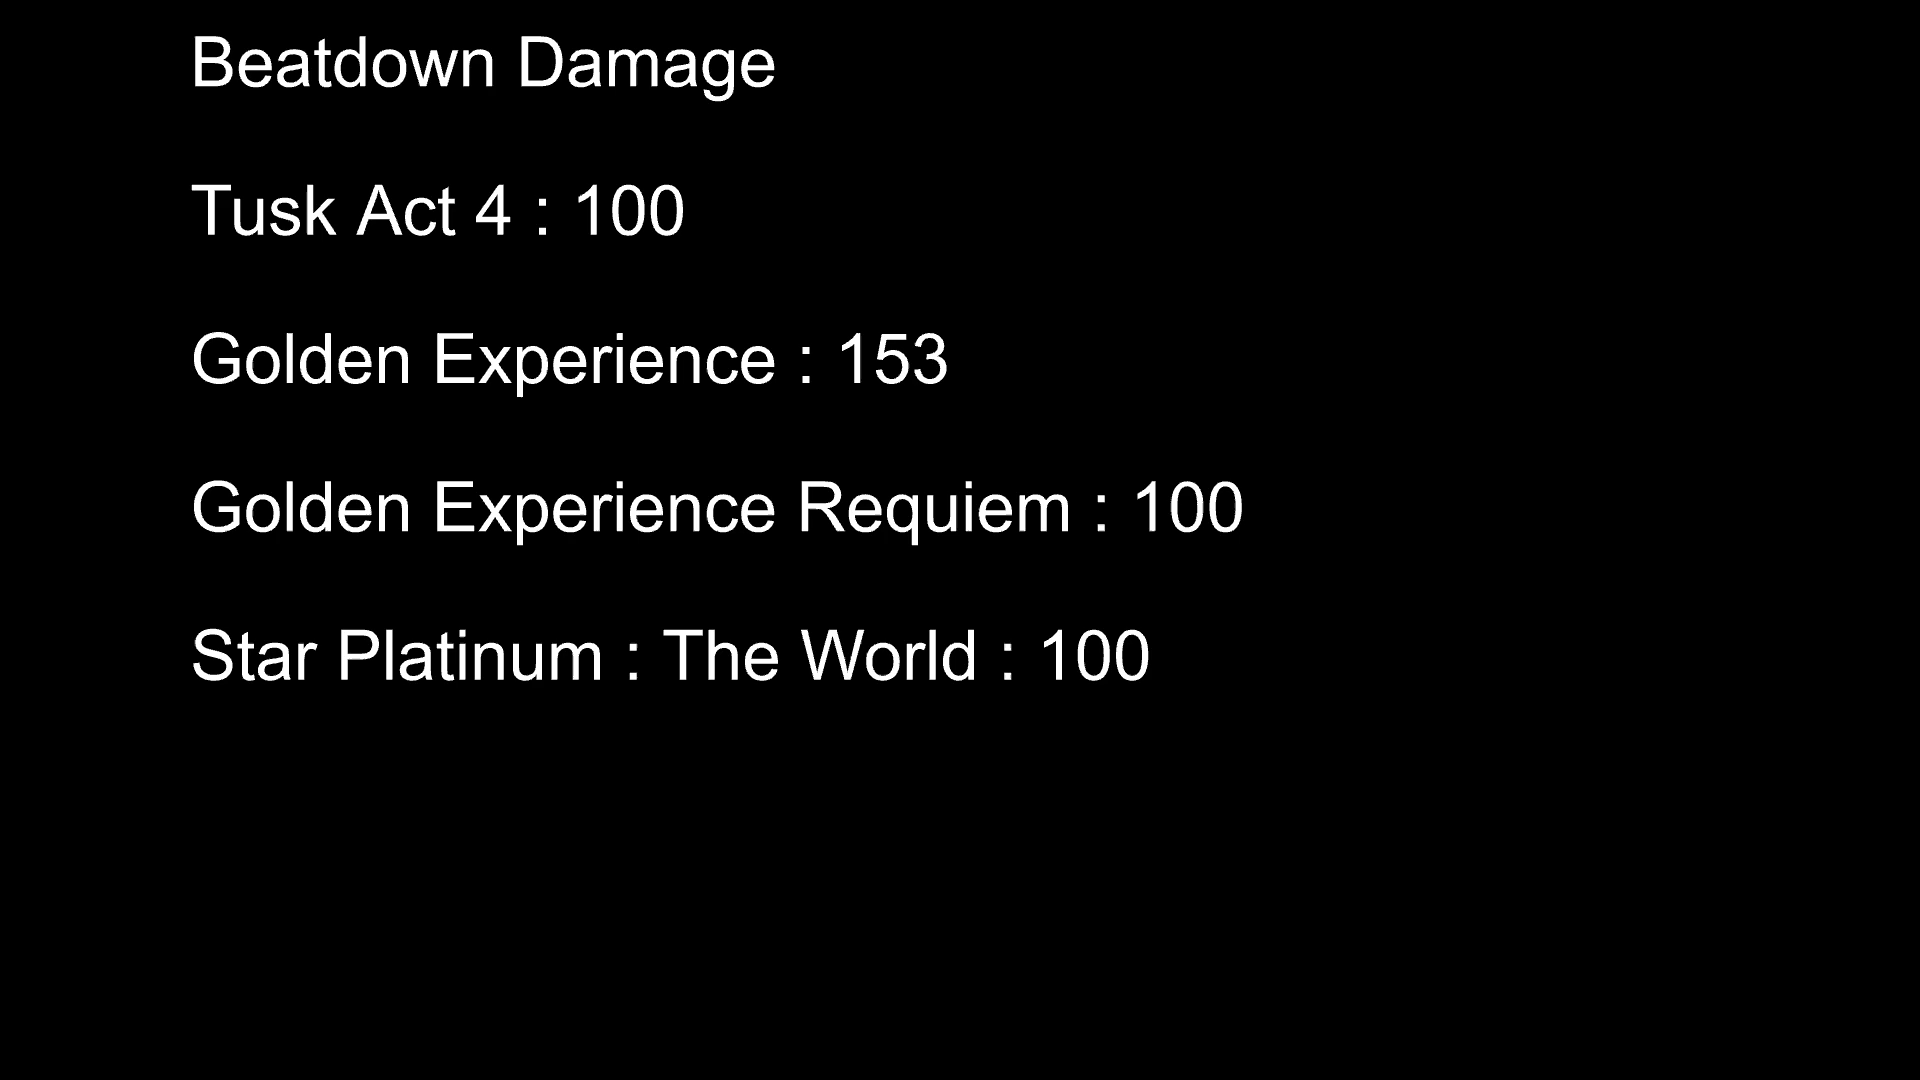 Beatdown Damage
Tusk Act 4 : 100
Golden Experience : 153
Golden Experience Requiem : 100
Star Platinum : The World : 100